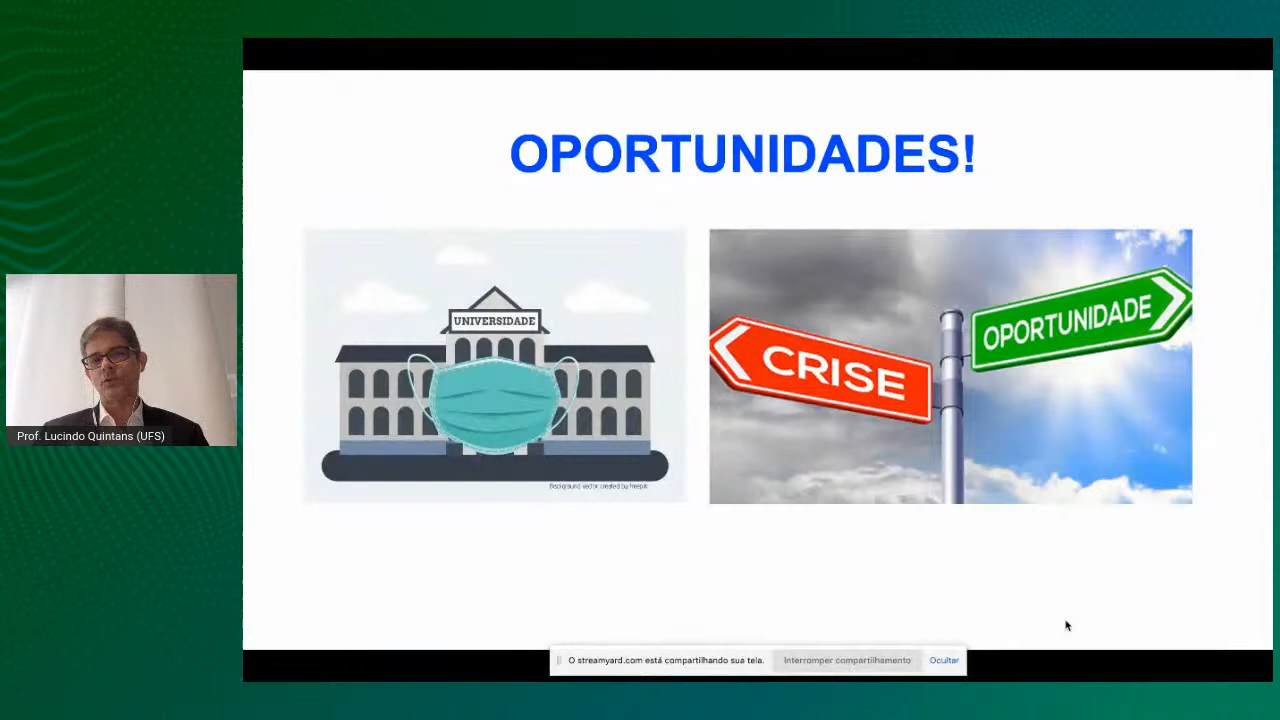 OPORTUNIDADES!
UNIVERSIDADE
Background vector created by freepik
CRISE
OPORTUNIDADE
Prof. Lucindo Quintans (UFS)
O streamyard.com está compartilhando sua tela.
Interromper compartilhamento
Ocultar